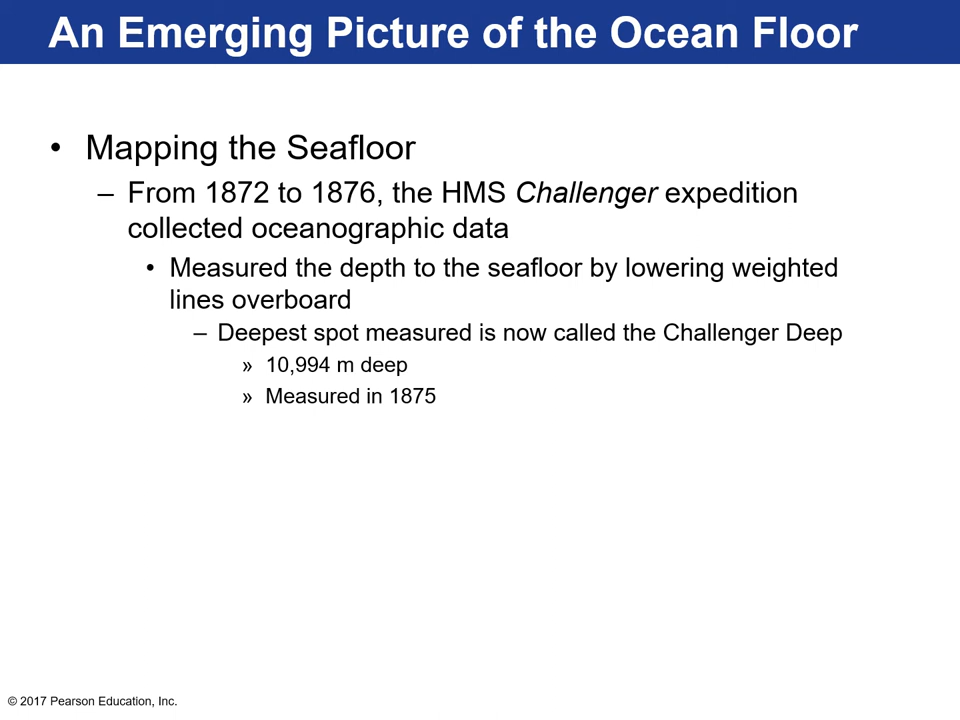 An Emerging Picture of the Ocean Floor
• Mapping the Seafloor
– From 1872 to 1876, the HMS Challenger expedition
collected oceanographic data
• Measured the depth to the seafloor by lowering weighted
lines overboard
– Deepest spot measured is now called the Challenger Deep
» 10,994 m deep
» Measured in 1875
© 2017 Pearson Education, Inc.